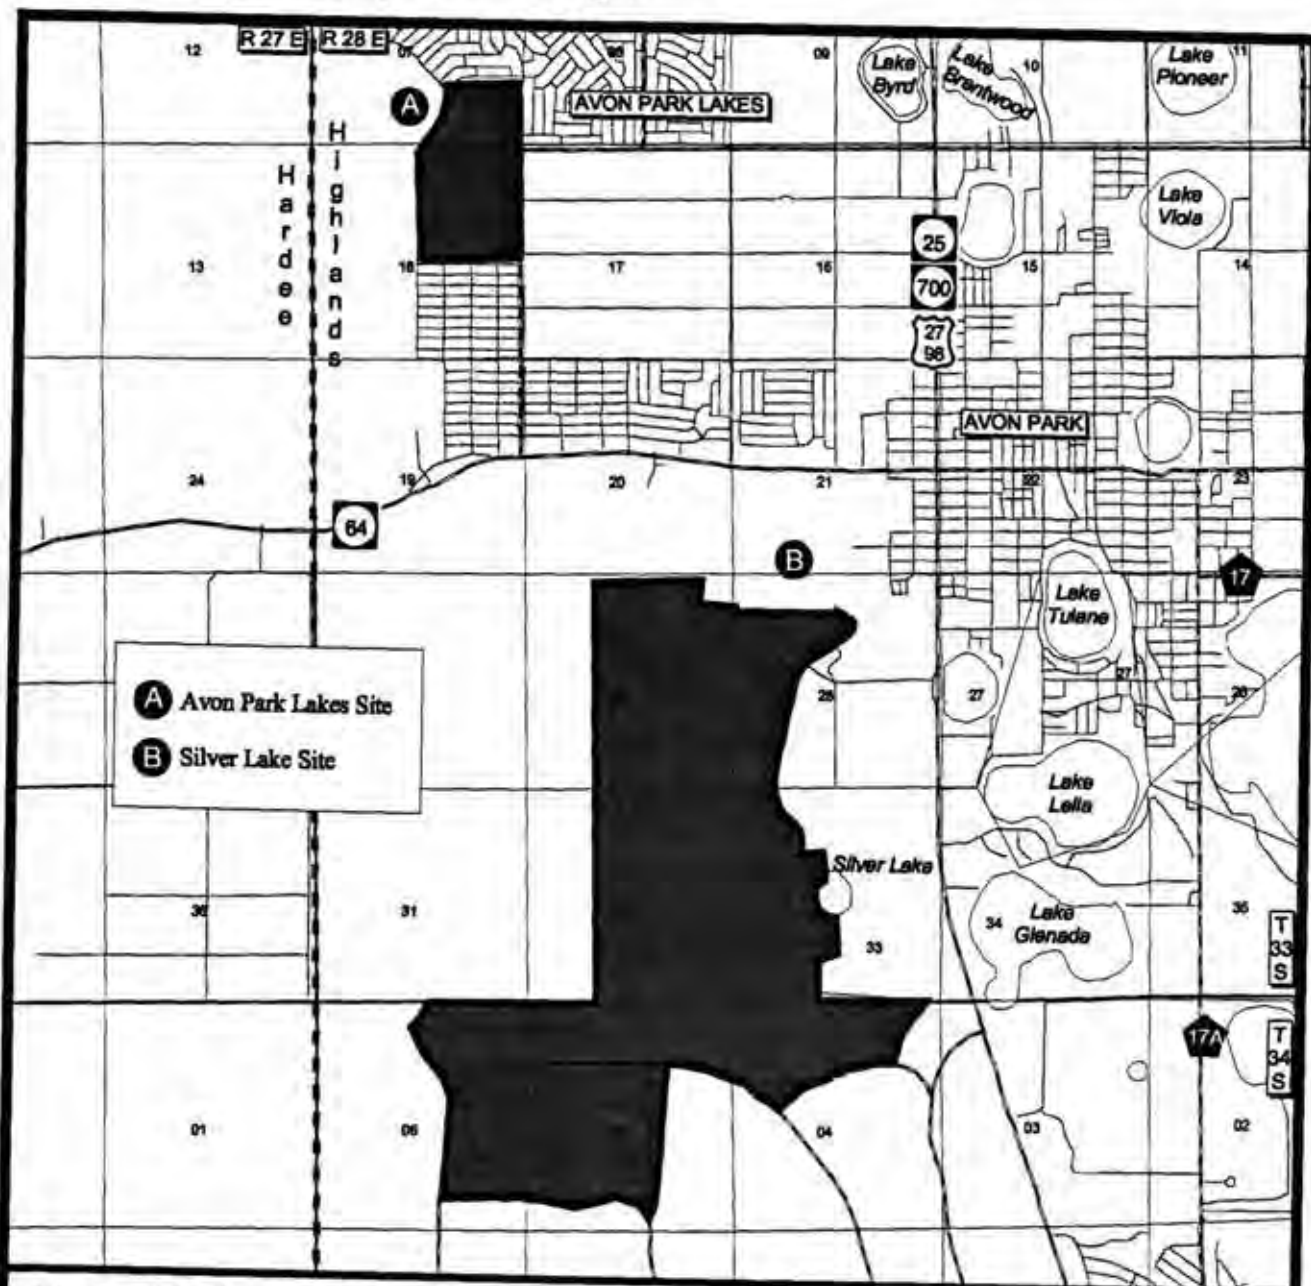 12
R 27 E
R 28 E
07
08
09
10
11
Lake
Byrd
Lake
Brentwood
Lake
Pioneer
A
AVON PARK LAKES
Hardee
Highlands
Lake
Viola
25
700
27
98
13
18
17
16
15
14
AVON PARK
24
19
20
21
22
23
64
B
17
Lake
Tulane
A Avon Park Lakes Site
B Silver Lake Site
28
27
27
26
Lake
Lelia
Silver Lake
36
31
33
34
Lake
Glenada
35
T
33
S
17A
T
34
S
01
06
04
03
02